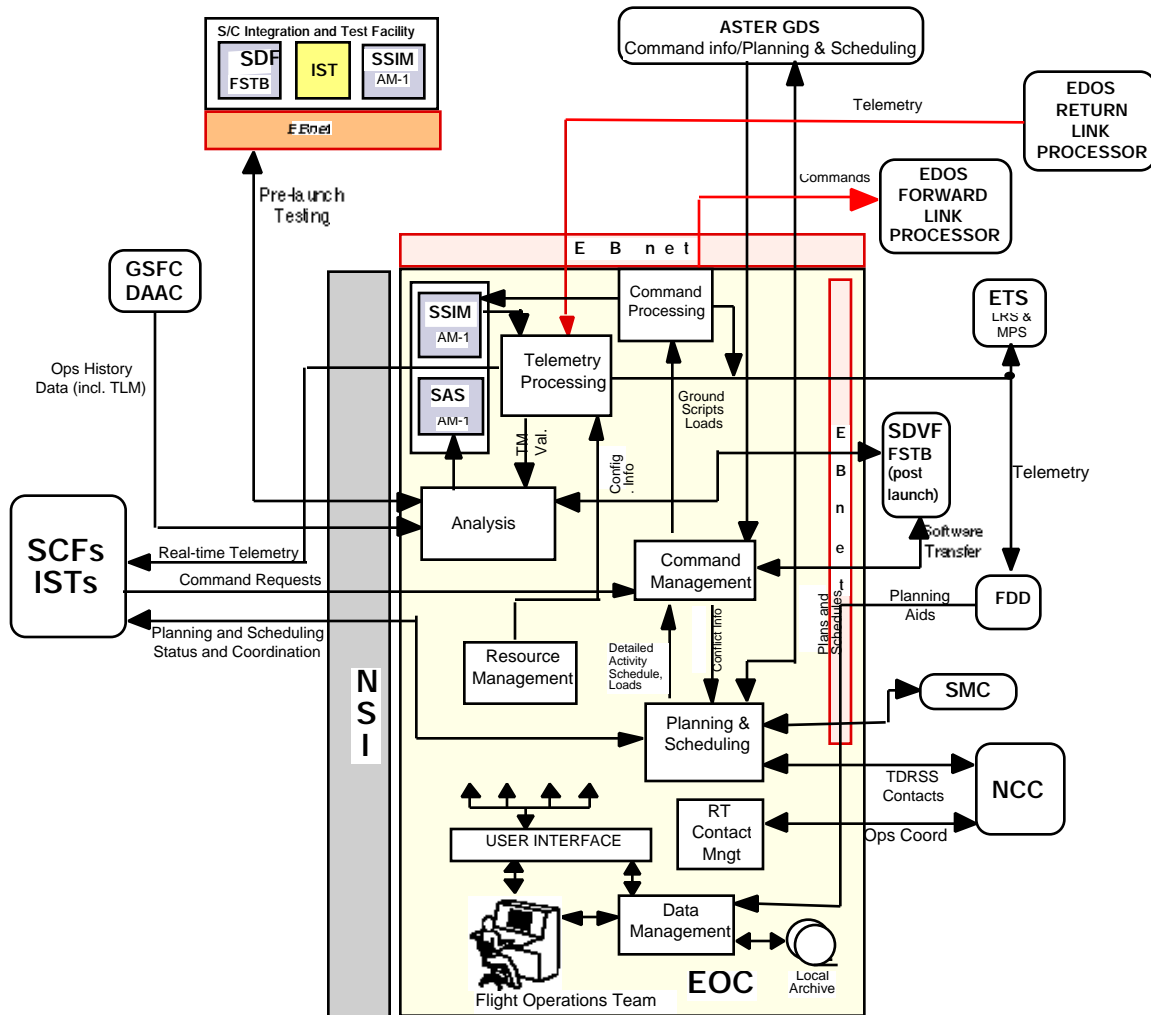 S/C Integration and Test Facility
SDF
FSTB
IST
SSIM
AM-1
ASTER GDS
Command info/Planning & Scheduling
EDOS
RETURN
LINK
PROCESSOR
Telemetry
Commands
EDOS
FORWARD
LINK
PROCESSOR
Pre-launch
Testing
E B n e t
GSFC
DAAC
SSIM
AM-1
Command
Processing
ETS
LRS &
MPS
Telemetry
Processing
Ops History
Data (incl. TLM)
SAS
AM-1
Ground
Scripts
Loads
TM
Val.
Config
. Info
E B n e t
SDVF
FSTB
(post
launch)
Telemetry
Analysis
SCFs
ISTs
Real-time Telemetry
Command Requests
Command
Management
Software
Transfer
Planning and Scheduling
Status and Coordination
Resource
Management
Detailed
Activity
Schedule,
Loads
Conflict Info
Plans and
Schedules
Planning
Aids
FDD
NSI
Planning &
Scheduling
SMC
TDRSS
Contacts
NCC
RT
Contact
Mngt
Ops Coord
USER INTERFACE
Data
Management
Flight Operations Team
EOC
Local
Archive